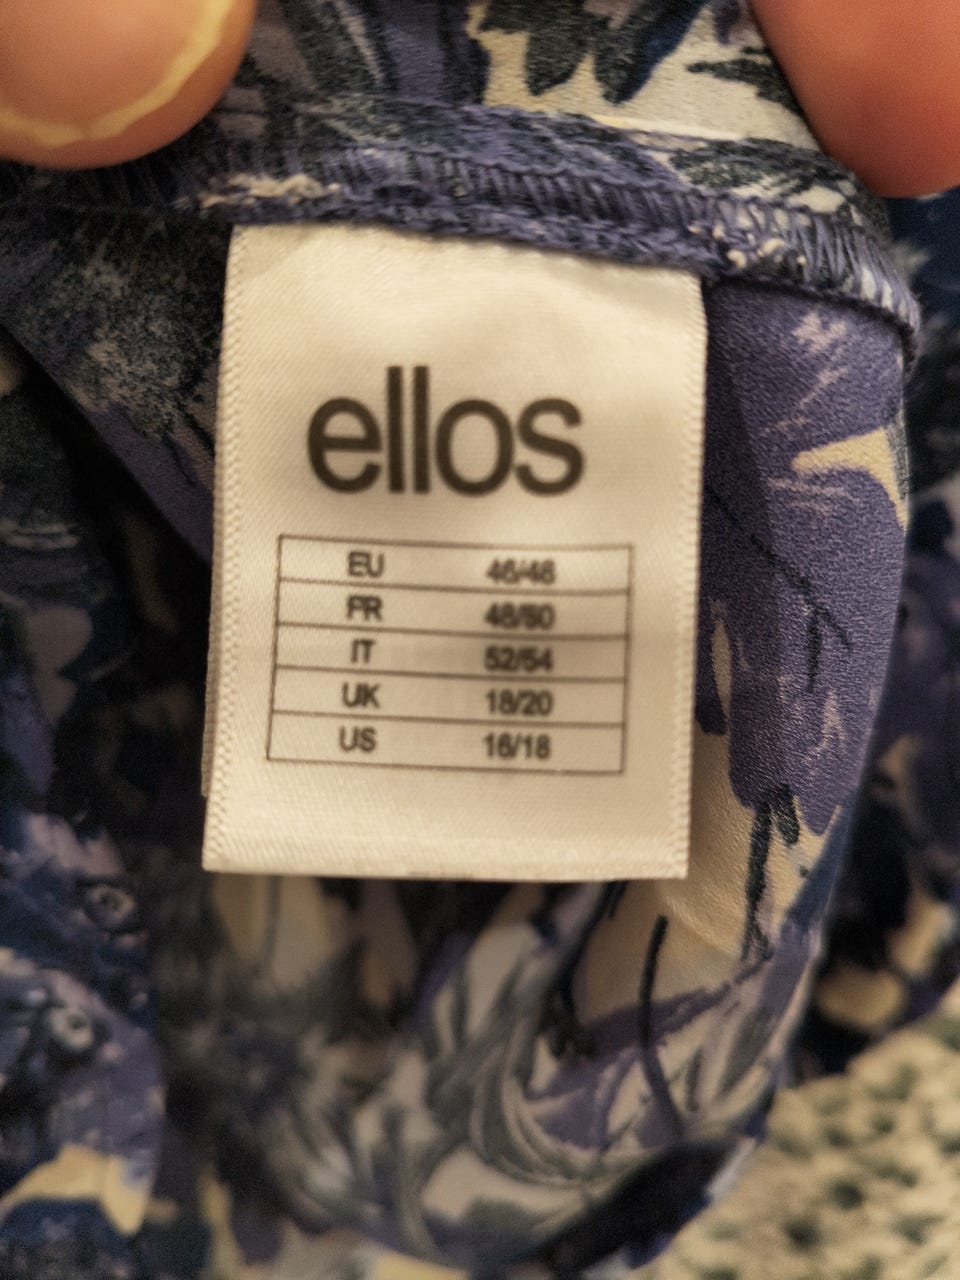 ellos
EU 46/48
FR 48/50
IT 52/54
UK 18/20
US 16/18